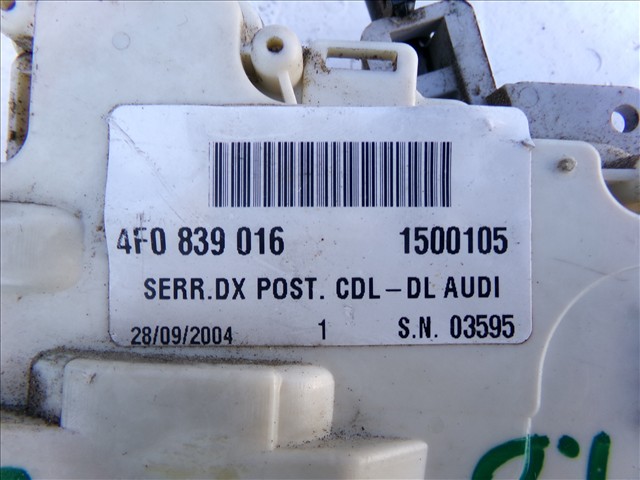 4F0 839 016 1500105
SERR.DX POST. CDL-DL AUDI
28/09/2004 1 S.N. 03595